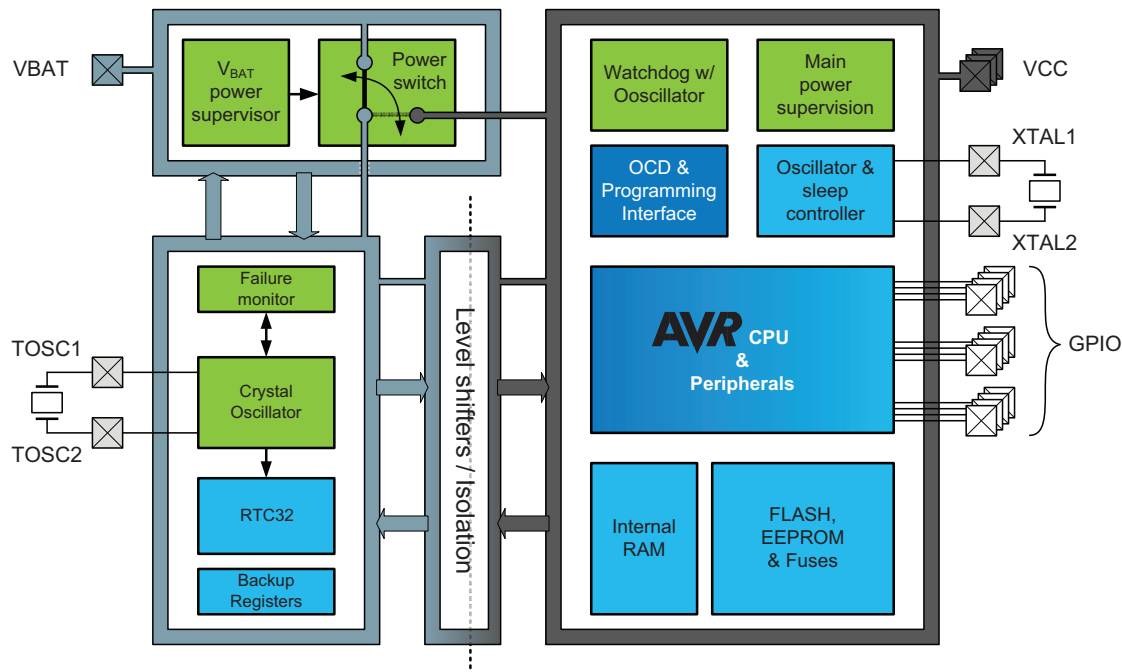 VBAT
V_BAT
power
supervisor
Power
switch
Watchdog w/
Ooscillator
Main
power
supervision
VCC
OCD &
Programming
Interface
Oscillator &
sleep
controller
XTAL1
XTAL2
Failure
monitor
TOSC1
TOSC2
Crystal
Oscillator
RTC32
Backup
Registers
Level shifters / Isolation
AVR CPU
&
Peripherals
GPIO
Internal
RAM
FLASH,
EEPROM
& Fuses